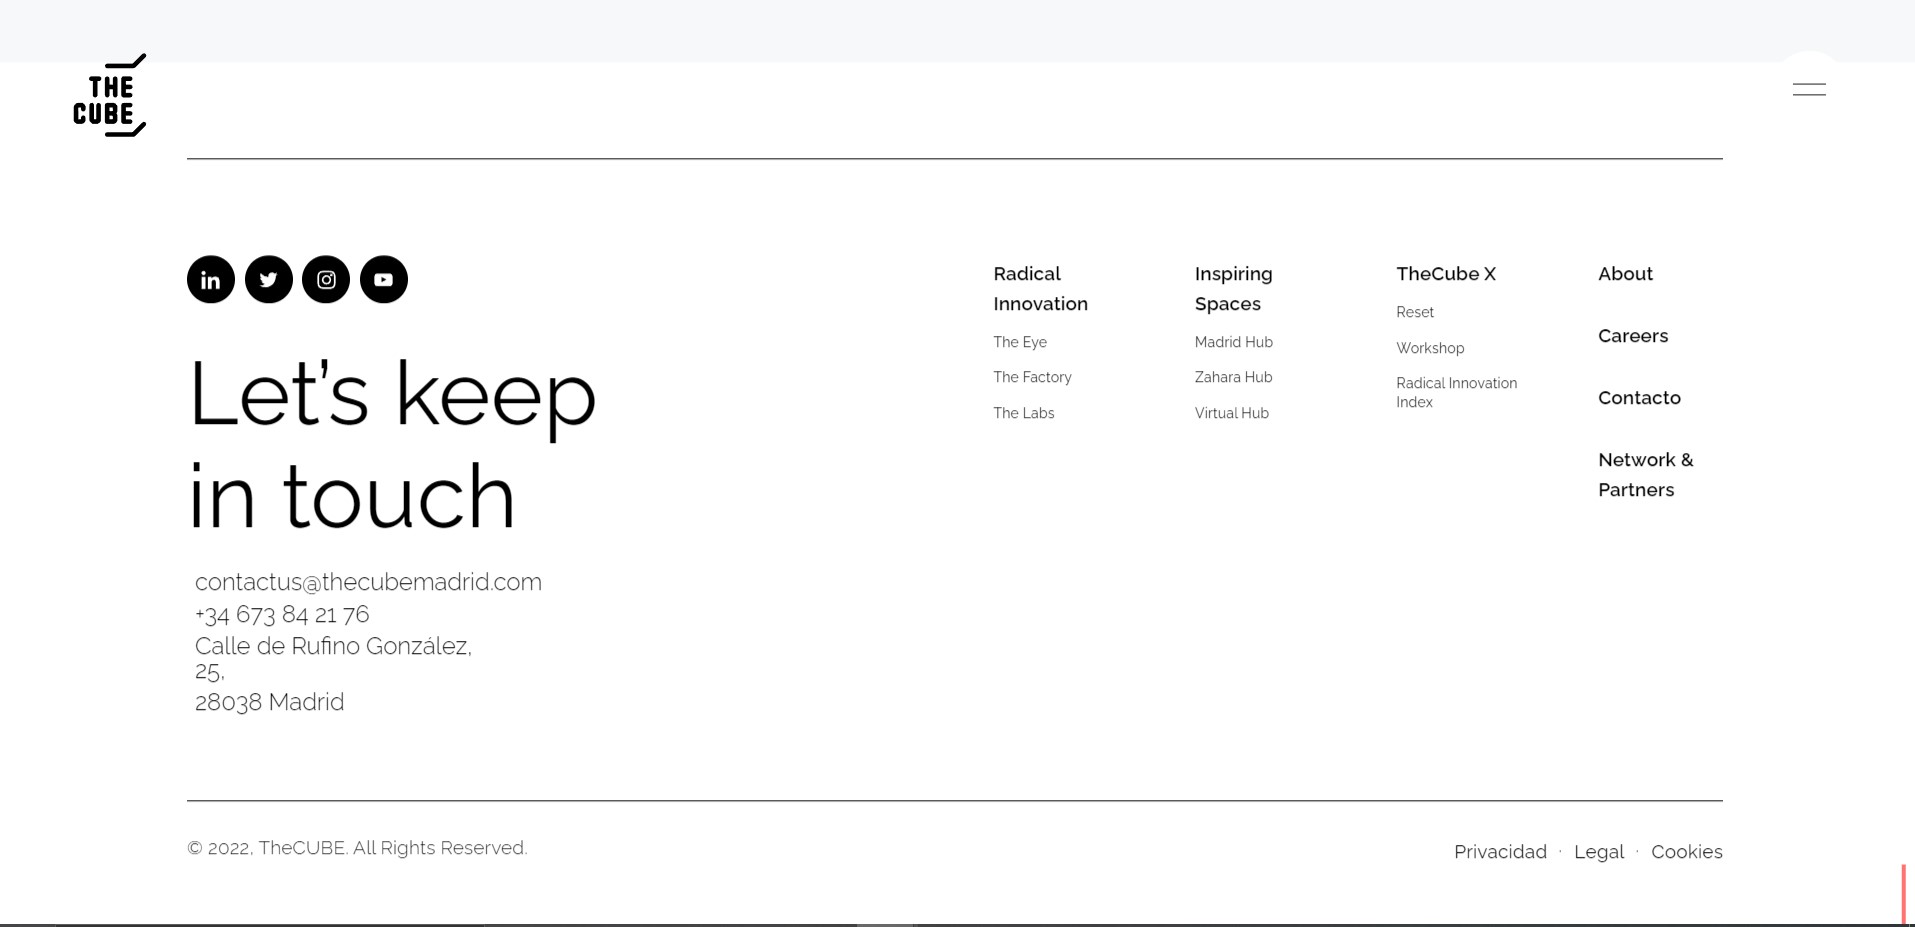 THE
CUBE
Let’s keep
in touch
contactus@thecubemadrid.com
+34 673 84 21 76
Calle de Rufino González,
25,
28038 Madrid
Radical
Innovation
The Eye
The Factory
The Labs
Inspiring
Spaces
Madrid Hub
Zahara Hub
Virtual Hub
TheCube X
Reset
Workshop
Radical Innovation
Index
About
Careers
Contacto
Network &
Partners
© 2022, TheCUBE. All Rights Reserved.
Privacidad · Legal · Cookies